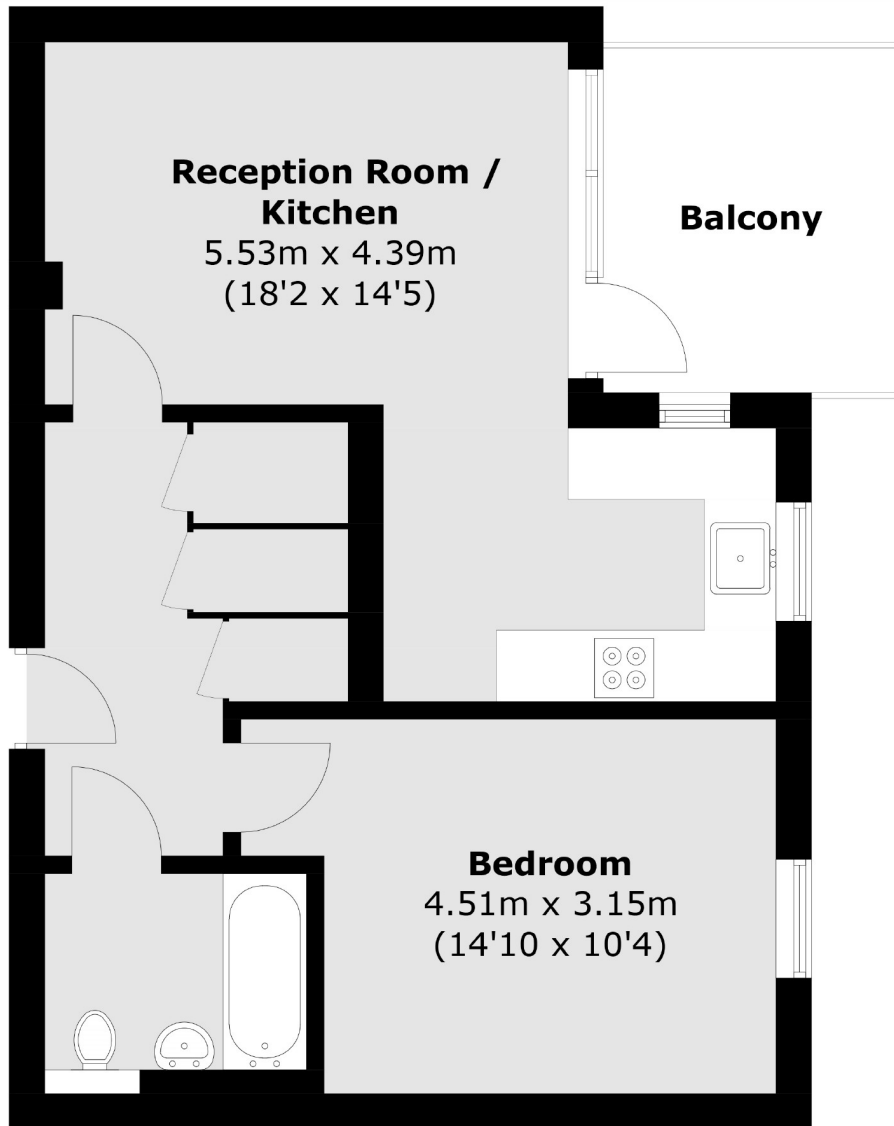 Reception Room /
Kitchen
5.53m x 4.39m
(18'2 x 14'5)
Balcony
Bedroom
4.51m x 3.15m
(14'10 x 10'4)